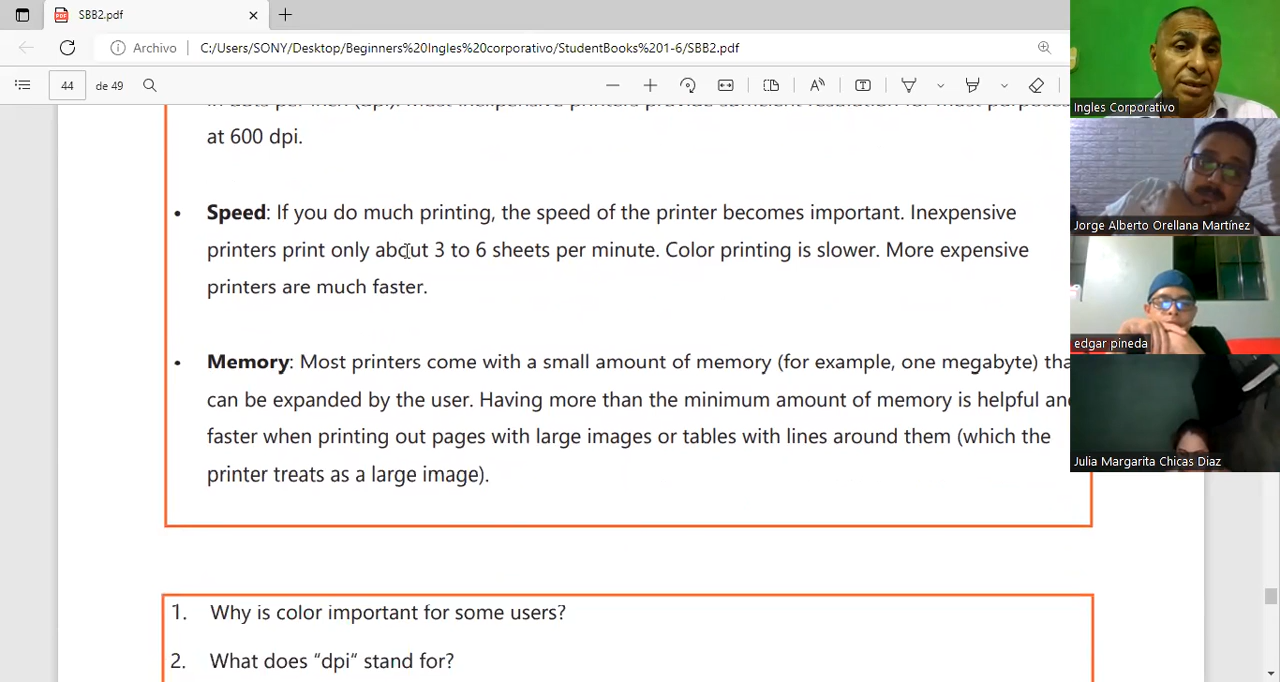 SBB2.pdf
Archivo
C:/Users/SONY/Desktop/Beginners%20Ingles%20corporativo/StudentBooks%201-6/SBB2.pdf
44 de 49
at 600 dpi.
• Speed: If you do much printing, the speed of the printer becomes important. Inexpensive
printers print only about 3 to 6 sheets per minute. Color printing is slower. More expensive
printers are much faster.
• Memory: Most printers come with a small amount of memory (for example, one megabyte)
can be expanded by the user. Having more than the minimum amount of memory is helpful
faster when printing out pages with large images or tables with lines around them (which the
printer treats as a large image).
1. Why is color important for some users?
2. What does “dpi“ stand for?
Ingles Corporativo
Jorge Alberto Orellana Martínez
edgar pineda
Julia Margarita Chicas Diaz